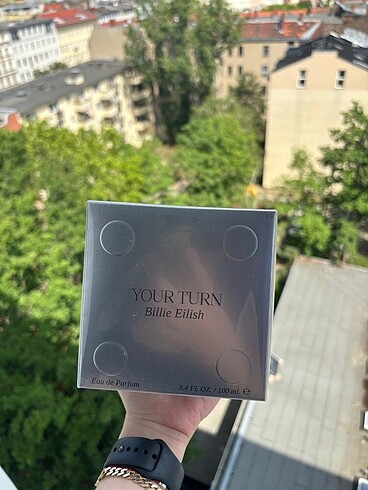 YOUR TURN
Billie Eilish
Eau de Parfum
3.4 FL OZ. / 100 mL ℮